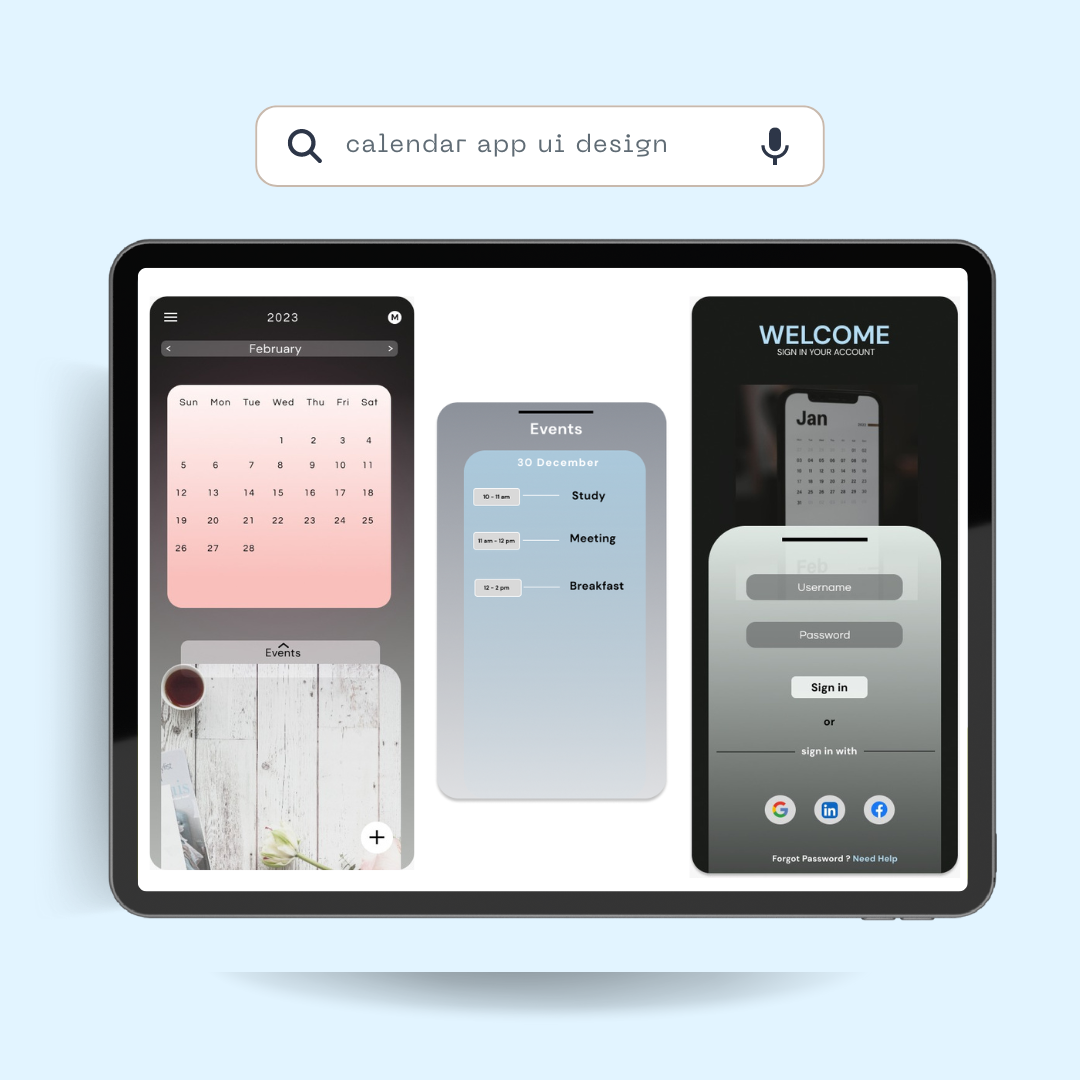 calendar app ui design
2023
M
< February >
Sun Mon Tue Wed Thu Fri Sat
1 2 3 4
5 6 7 8 9 10 11
12 13 14 15 16 17 18
19 20 21 22 23 24 25
26 27 28
Events
Events
30 December
10 - 11 am Study
11 am - 12 pm Meeting
12 - 2 pm Breakfast
WELCOME
SIGN IN YOUR ACCOUNT
Jan
Feb
Username
Password
Sign in
or
sign in with
G in f
Forgot Password ? Need Help